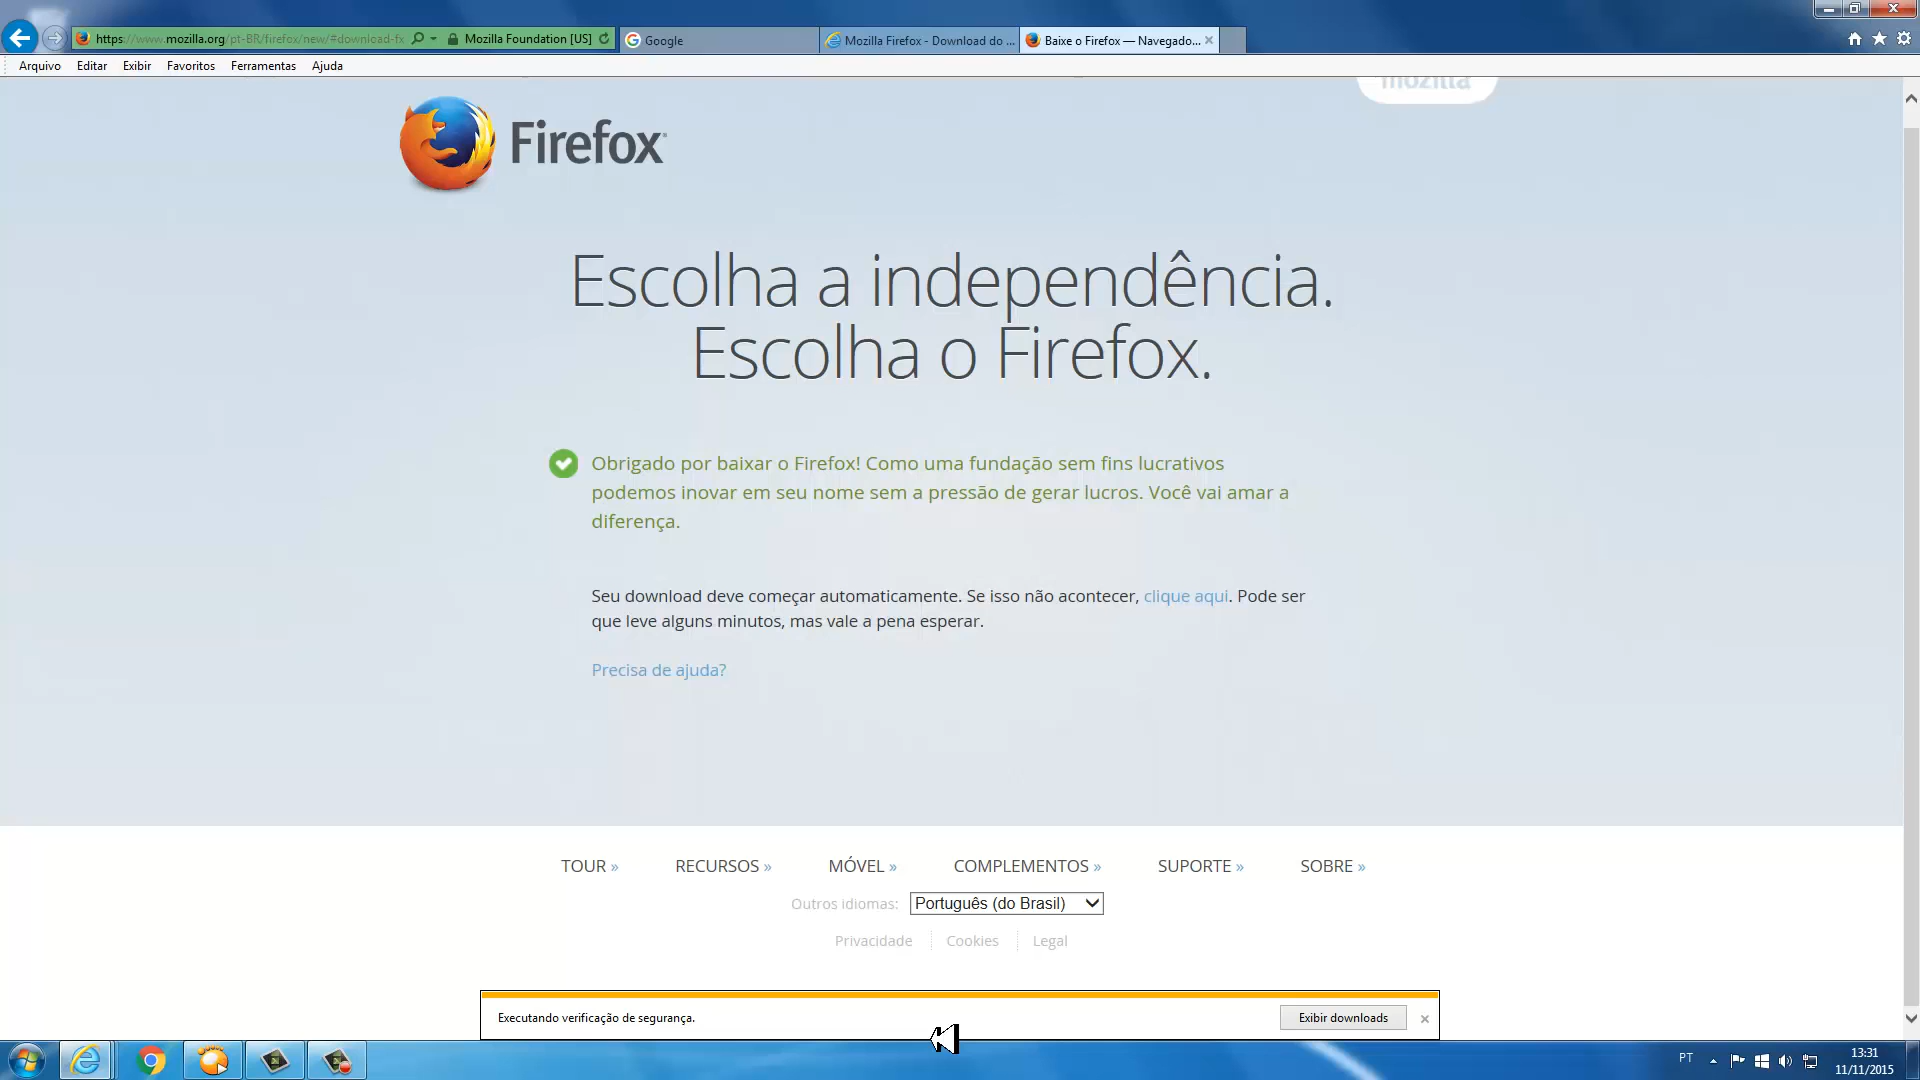 https://www.mozilla.org/pt-BR/firefox/new/#download-fx
Mozilla Foundation [US]
Google
Mozilla Firefox - Download do ...
Baixe o Firefox — Navegado...
Arquivo Editar Exibir Favoritos Ferramentas Ajuda
mozilla
Firefox
Escolha a independência.
Escolha o Firefox.
Obrigado por baixar o Firefox! Como uma fundação sem fins lucrativos
podemos inovar em seu nome sem a pressão de gerar lucros. Você vai amar a
diferença.
Seu download deve começar automaticamente. Se isso não acontecer, clique aqui. Pode ser
que leve alguns minutos, mas vale a pena esperar.
Precisa de ajuda?
TOUR » RECURSOS » MÓVEL » COMPLEMENTOS » SUPORTE » SOBRE »
Outros idiomas: Português (do Brasil)
Privacidade Cookies Legal
Executando verificação de segurança.
Exibir downloads
PT
13:31
11/11/2015